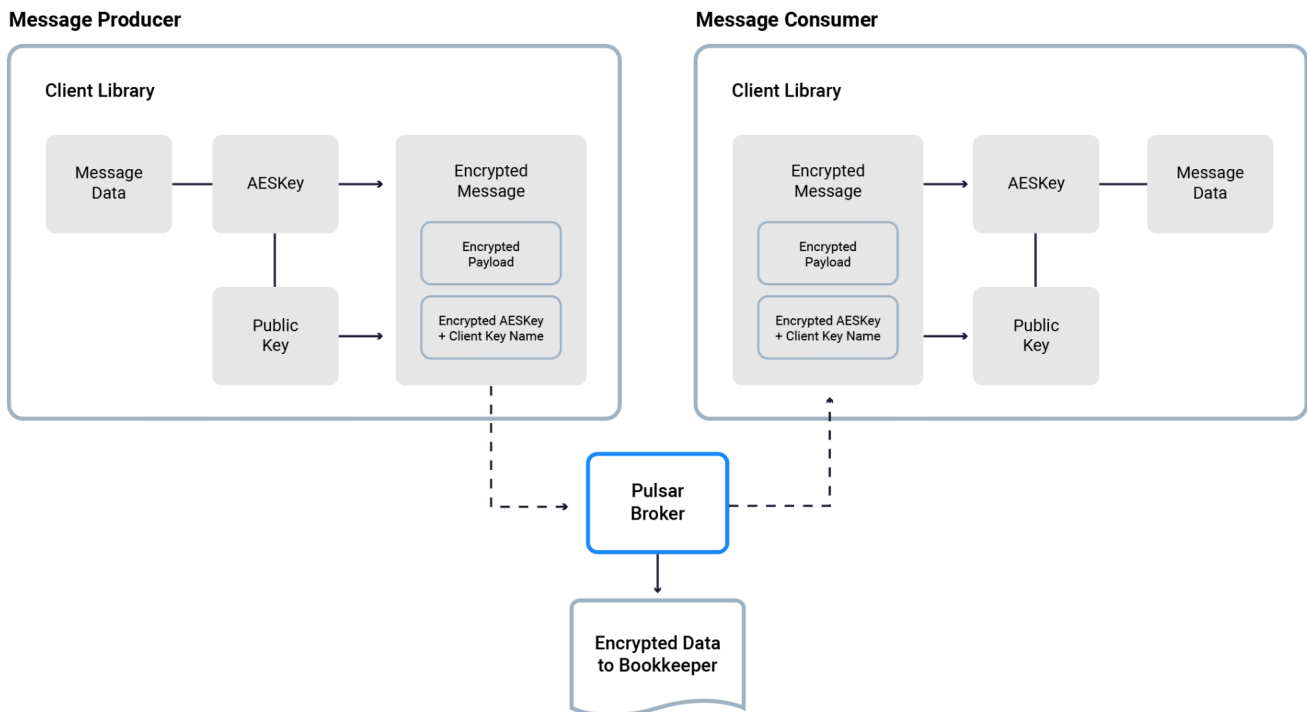 Message Producer
Client Library
Message
Data
AESKey
Public
Key
Encrypted
Message
Encrypted
Payload
Encrypted AESKey
+ Client Key Name
Message Consumer
Client Library
Encrypted
Message
Encrypted
Payload
Encrypted AESKey
+ Client Key Name
AESKey
Public
Key
Message
Data
Pulsar
Broker
Encrypted Data
to Bookkeeper